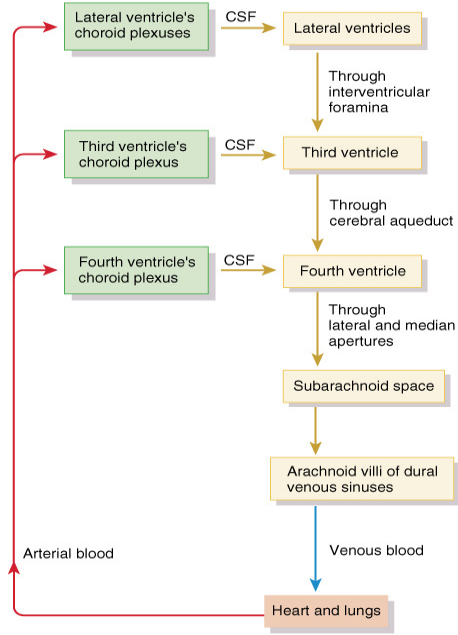 Lateral ventricle's
choroid plexuses
CSF
Lateral ventricles
Through
interventricular
foramina
Third ventricle's
choroid plexus
CSF
Third ventricle
Through
cerebral aqueduct
Fourth ventricle's
choroid plexus
CSF
Fourth ventricle
Through
lateral and median
apertures
Subarachnoid space
Arachnoid villi of dural
venous sinuses
Arterial blood
Venous blood
Heart and lungs